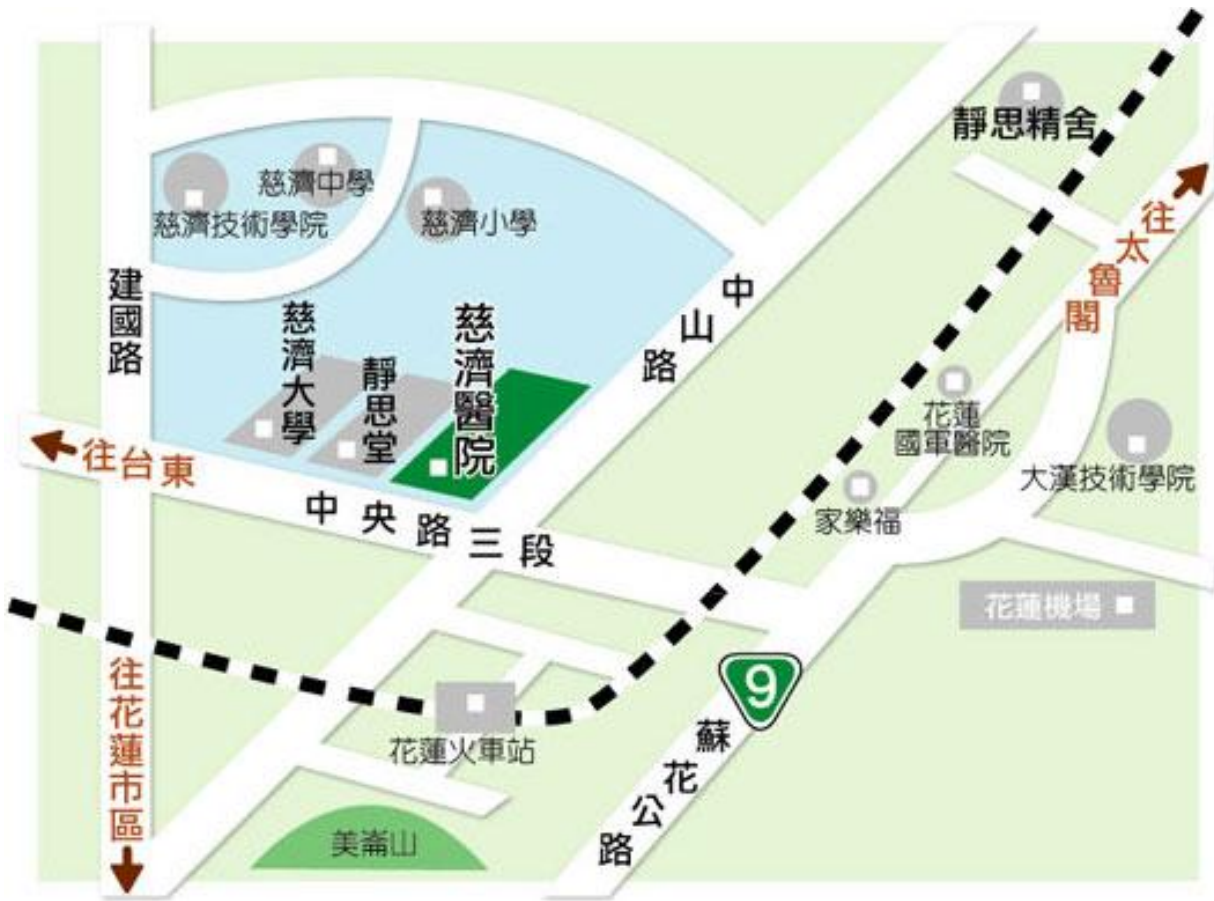 靜思精舍
慈濟中學
慈濟技術學院
慈濟小學
往太魯閣
建國路
慈濟大學
靜思堂
慈濟醫院
中山路
花蓮
國軍醫院
大漢技術學院
往台東
中央路三段
家樂福
花蓮機場
9
往花蓮市區
花蓮火車站
蘇花公路
美崙山